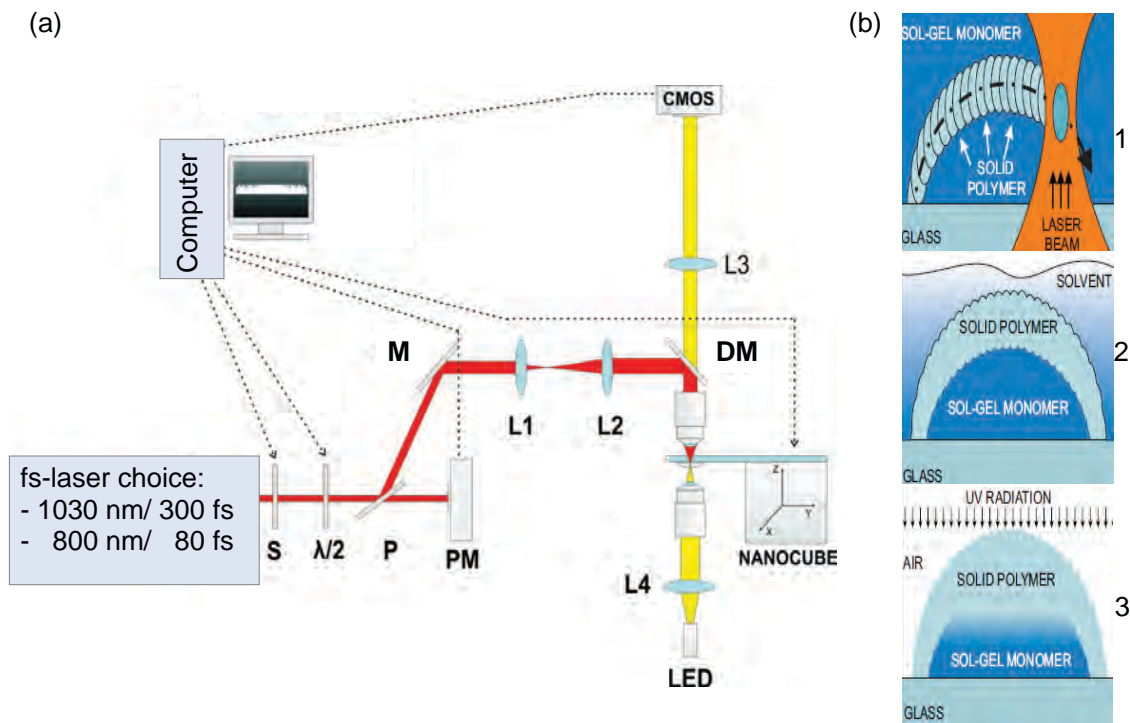 (a)
CMOS
Computer
L3
M
DM
L1
L2
fs-laser choice:
- 1030 nm/ 300 fs
- 800 nm/ 80 fs
S
λ/2
P
PM
Z
Y
X
NANOCUBE
L4
LED
(b)
SOL-GEL MONOMER
SOLID
POLYMER
LASER
BEAM
GLASS
1
SOLVENT
SOLID POLYMER
SOL-GEL MONOMER
GLASS
2
UV RADIATION
AIR
SOLID POLYMER
SOL-GEL MONOMER
GLASS
3